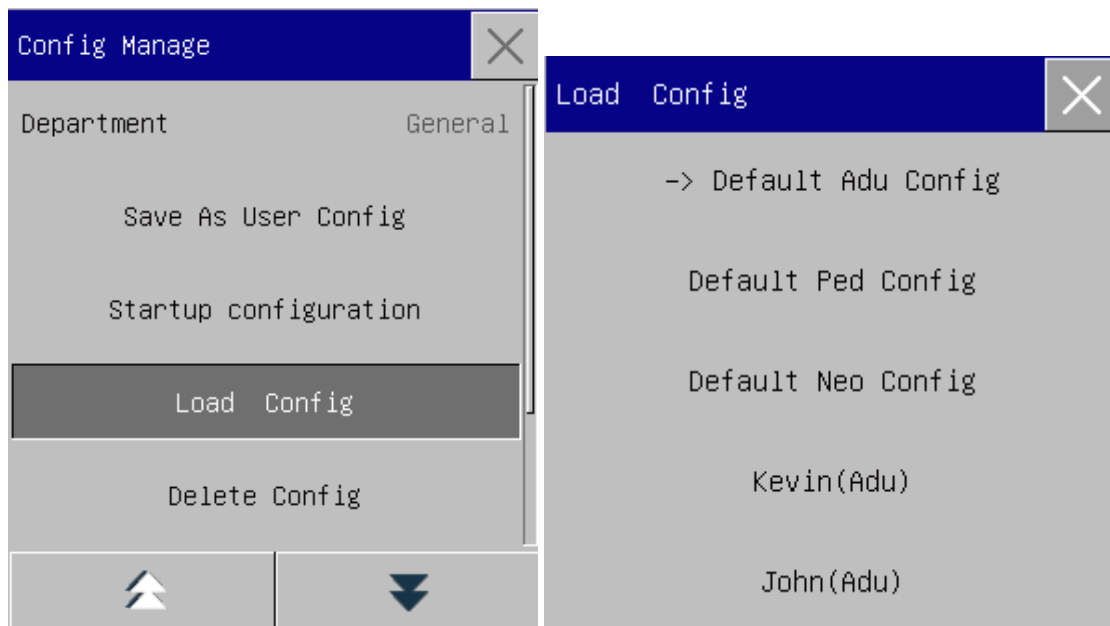 Config Manage
Department General
Save As User Config
Startup configuration
Load Config
Delete Config
Load Config
-> Default Adu Config
Default Ped Config
Default Neo Config
Kevin(Adu)
John(Adu)